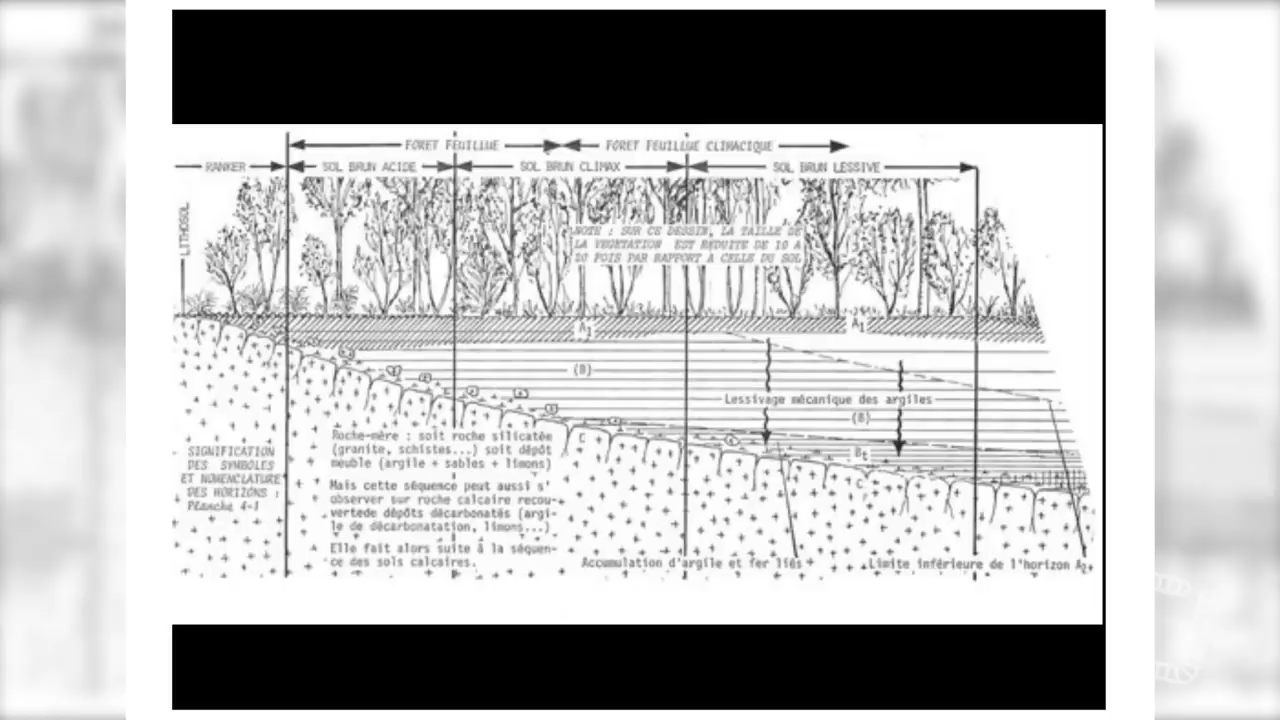 FORET FEUILLUE
FORET FEUILLUE CLIMACIQUE
RANKER
SOL BRUN ACIDE
SOL BRUN CLIMAX
SOL BRUN LESSIVE
LITHOSOL
NOTE : SUR CE DESSIN, LA TAILLE DE
LA VEGETATION EST REDUITE DE 10 A
20 FOIS PAR RAPPORT A CELLE DU SOL
A1
A1
(B)
Lessivage mécanique des argiles
(B)
Bt
C
C
SIGNIFICATION
DES SYMBOLES
ET NOMENCLATURE
DES HORIZONS :
Planche 4-1
Roche-mère : soit roche silicatée
(granite, schistes...) soit dépôt
meuble (argile + sables + limons)
Mais cette séquence peut aussi s'
observer sur roche calcaire recou-
vertede dépôts décarbonatés (argi-
le de décarbonatation, limons...)
Elle fait alors suite à la séquen-
ce des sols calcaires.
Accumulation d'argile et fer liés
Limite inférieure de l'horizon A2